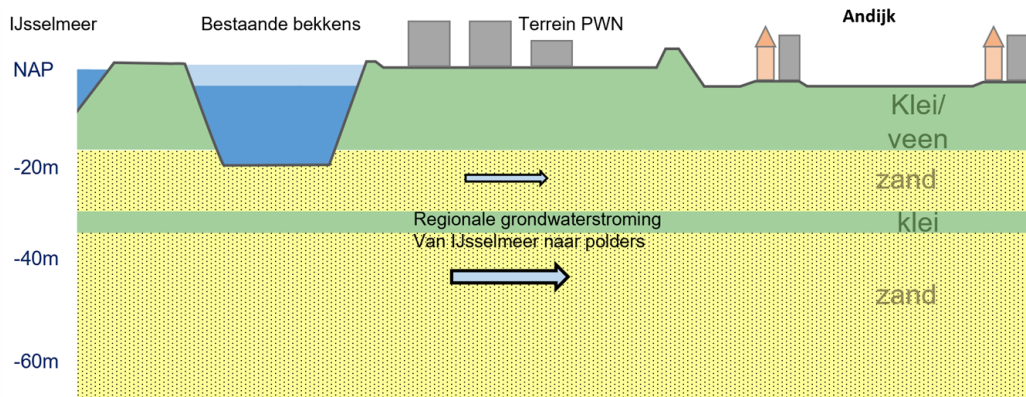 IJsselmeer
Bestaande bekkens
Terrein PWN
Andijk
NAP
Klei/
veen
-20m
zand
Regionale grondwaterstroming
klei
Van IJsselmeer naar polders
-40m
zand
-60m